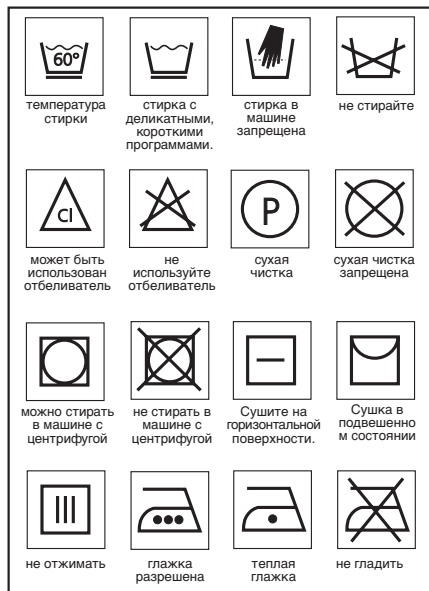 60°
температура
стирки
стирка с
деликатными,
короткими
программами.
стирка в
машине
запрещена
не стирайте
Cl
может быть
использован
отбеливатель
не
используйте
отбеливатель
P
сухая
чистка
сухая чистка
запрещена
можно стирать
в машине с
центрифугой
не стирать в
машине с
центрифугой
Сушите на
горизонтальной
поверхности.
Сушка в
подвешенно
м состоянии
не отжимать
глажка
разрешена
теплая
глажка
не гладить